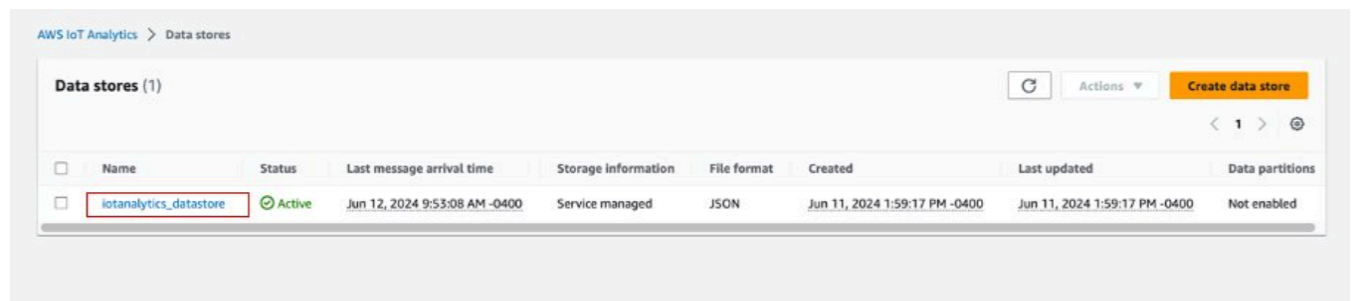 AWS IoT Analytics > Data stores
Data stores (1)
Actions ▼
Create data store
< 1 >
Name Status Last message arrival time Storage information File format Created Last updated Data partitions
iotanalytics_datastore Active Jun 12, 2024 9:53:08 AM -0400 Service managed JSON Jun 11, 2024 1:59:17 PM -0400 Jun 11, 2024 1:59:17 PM -0400 Not enabled